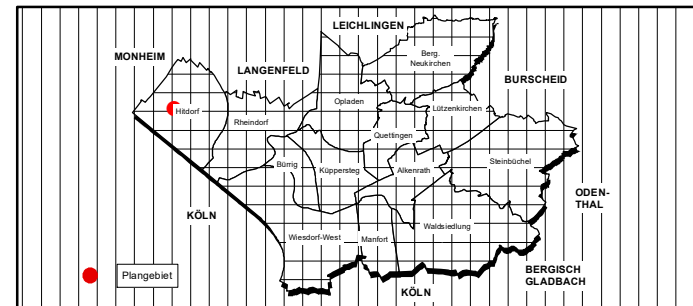 LEICHLINGEN
MONHEIM
Berg.
Neukirchen
LANGENFELD
BURSCHEID
Opladen
Hitdorf
Lützenkirchen
Rheindorf
Quettingen
Bürrig
Küppersteg
Alkenrath
Steinbüchel
ODEN-
THAL
KÖLN
Waldsiedlung
Wiesdorf-West
Manfort
BERGISCH
GLADBACH
Plangebiet
KÖLN